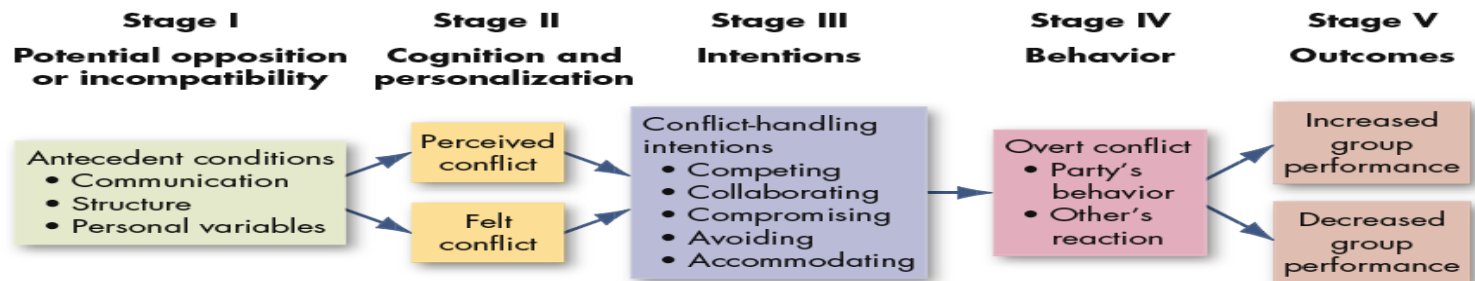 Stage I
Potential opposition
or incompatibility
Stage II
Cognition and
personalization
Stage III
Intentions
Stage IV
Behavior
Stage V
Outcomes
Antecedent conditions
• Communication
• Structure
• Personal variables
Perceived
conflict
Felt
conflict
Conflict-handling
intentions
• Competing
• Collaborating
• Compromising
• Avoiding
• Accommodating
Overt conflict
• Party's
behavior
• Other's
reaction
Increased
group
performance
Decreased
group
performance